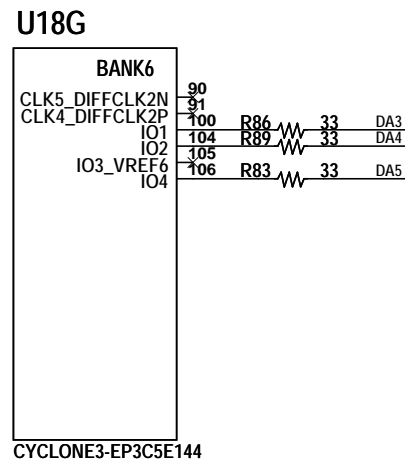 U18G
BANK6
CLK5_DIFFCLK2N 90
CLK4_DIFFCLK2P 91
IO1 100 R86 33 DA3
IO2 104 R89 33 DA4
IO3_VREF6 105
IO4 106 R83 33 DA5
CYCLONE3-EP3C5E144